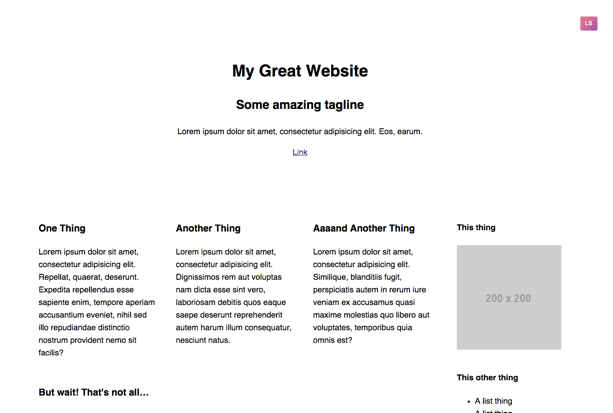 LS
My Great Website
Some amazing tagline
Lorem ipsum dolor sit amet, consectetur adipisicing elit. Eos, earum.
Link
One Thing
Lorem ipsum dolor sit amet,
consectetur adipisicing elit.
Repellat, quaerat, deserunt.
Expedita repellendus esse
sapiente enim, tempore aperiam
accusantium eveniet, nihil sed
illo repudiandae distinctio
nostrum provident nemo sit
facilis?
Another Thing
Lorem ipsum dolor sit amet,
consectetur adipisicing elit.
Dignissimos rem aut voluptas
nam dicta esse sint vero,
laboriosam debitis quos eaque
saepe deserunt reprehenderit
autem harum illum consequatur,
nesciunt natus.
Aaaand Another Thing
Lorem ipsum dolor sit amet,
consectetur adipisicing elit.
Similique, blanditiis fugit,
perspiciatis autem in rerum iure
veniam ex accusamus quasi
maxime molestias quo libero aut
voluptates, temporibus quia
omnis est?
But wait! That's not all...
This thing
200 x 200
This other thing
A list thing
A list thing